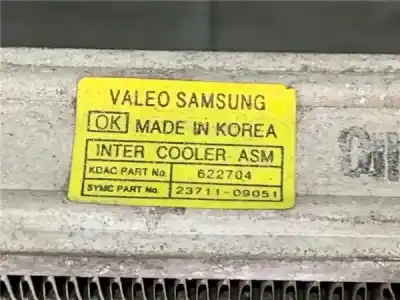 VALEO SAMSUNG
OK MADE IN KOREA
INTER COOLER ASM
KDAC PART No. 622704
SYMC PART No. 23711-09051